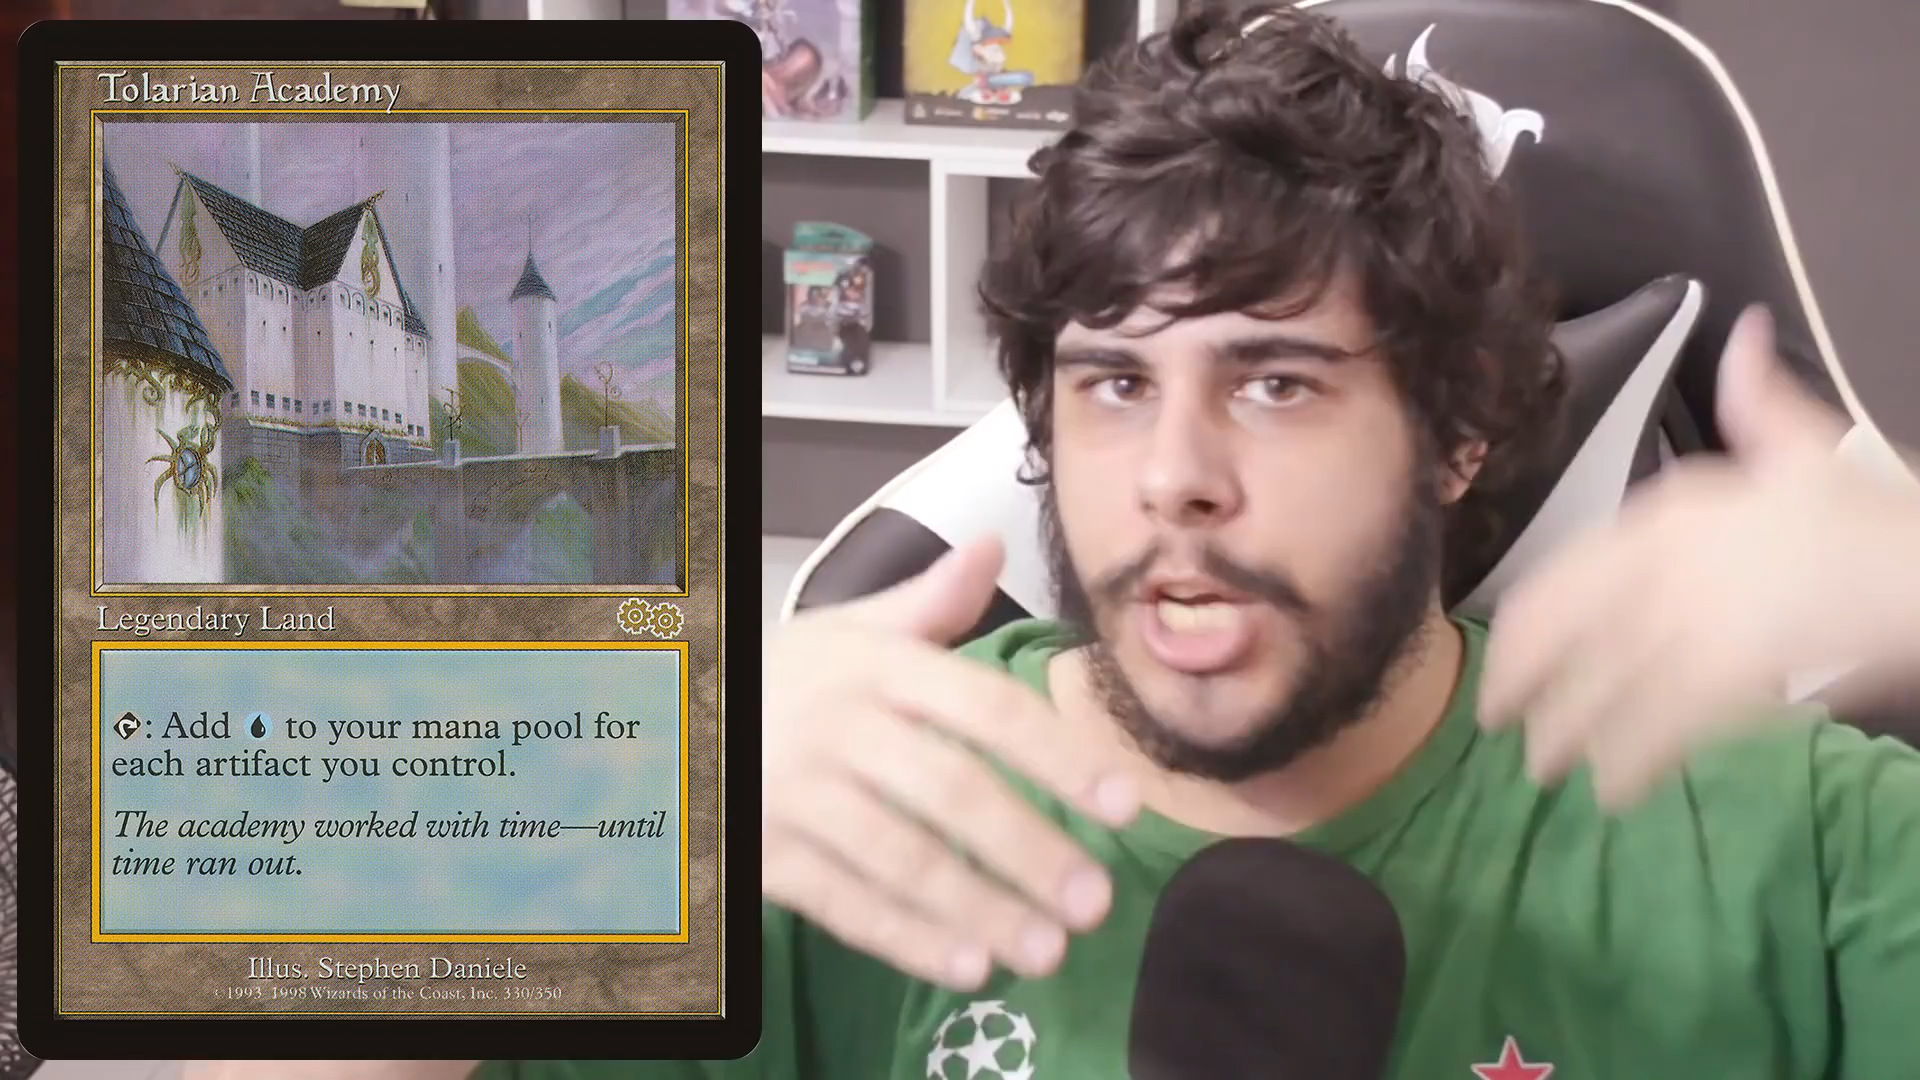 Tolarian Academy
Legendary Land
: Add to your mana pool for
each artifact you control.
The academy worked with time—until
time ran out.
Illus. Stephen Daniele
©1993-1998 Wizards of the Coast, Inc. 330/350